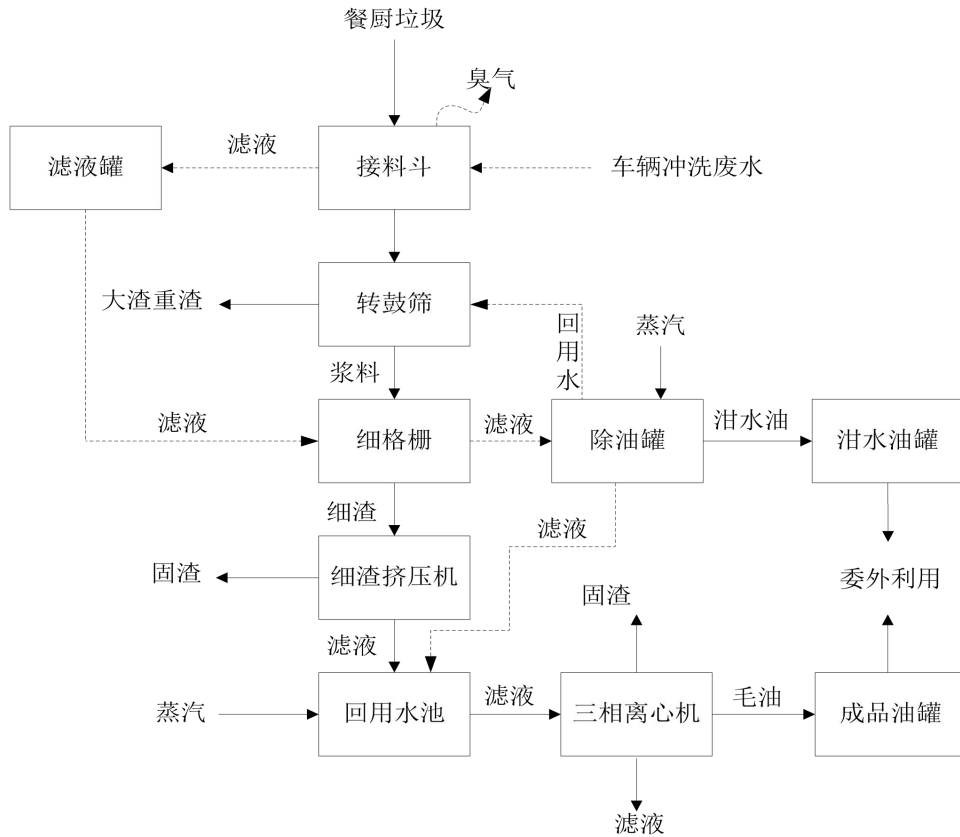 餐厨垃圾
臭气
滤液
滤液罐
接料斗
车辆冲洗废水
大渣重渣
转鼓筛
回用水
蒸汽
浆料
滤液
细格栅
滤液
除油罐
泔水油
泔水油罐
细渣
滤液
固渣
细渣挤压机
固渣
委外利用
滤液
蒸汽
回用水池
滤液
三相离心机
毛油
成品油罐
滤液